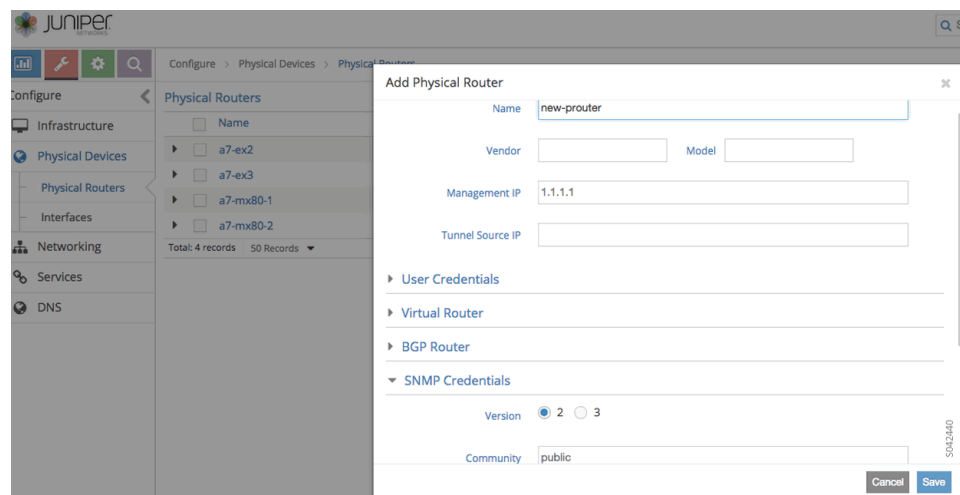 JUNIPER
NETWORKS
S
Configure > Physical Devices > Physical Routers
Configure
Infrastructure
Physical Devices
Physical Routers
Interfaces
Networking
Services
DNS
Physical Routers
Name
a7-ex2
a7-ex3
a7-mx80-1
a7-mx80-2
Total: 4 records 50 Records
Add Physical Router
Name new-prouter
Vendor Model
Management IP 1.1.1.1
Tunnel Source IP
User Credentials
Virtual Router
BGP Router
SNMP Credentials
Version 2 3
Community public
Cancel Save
S042440